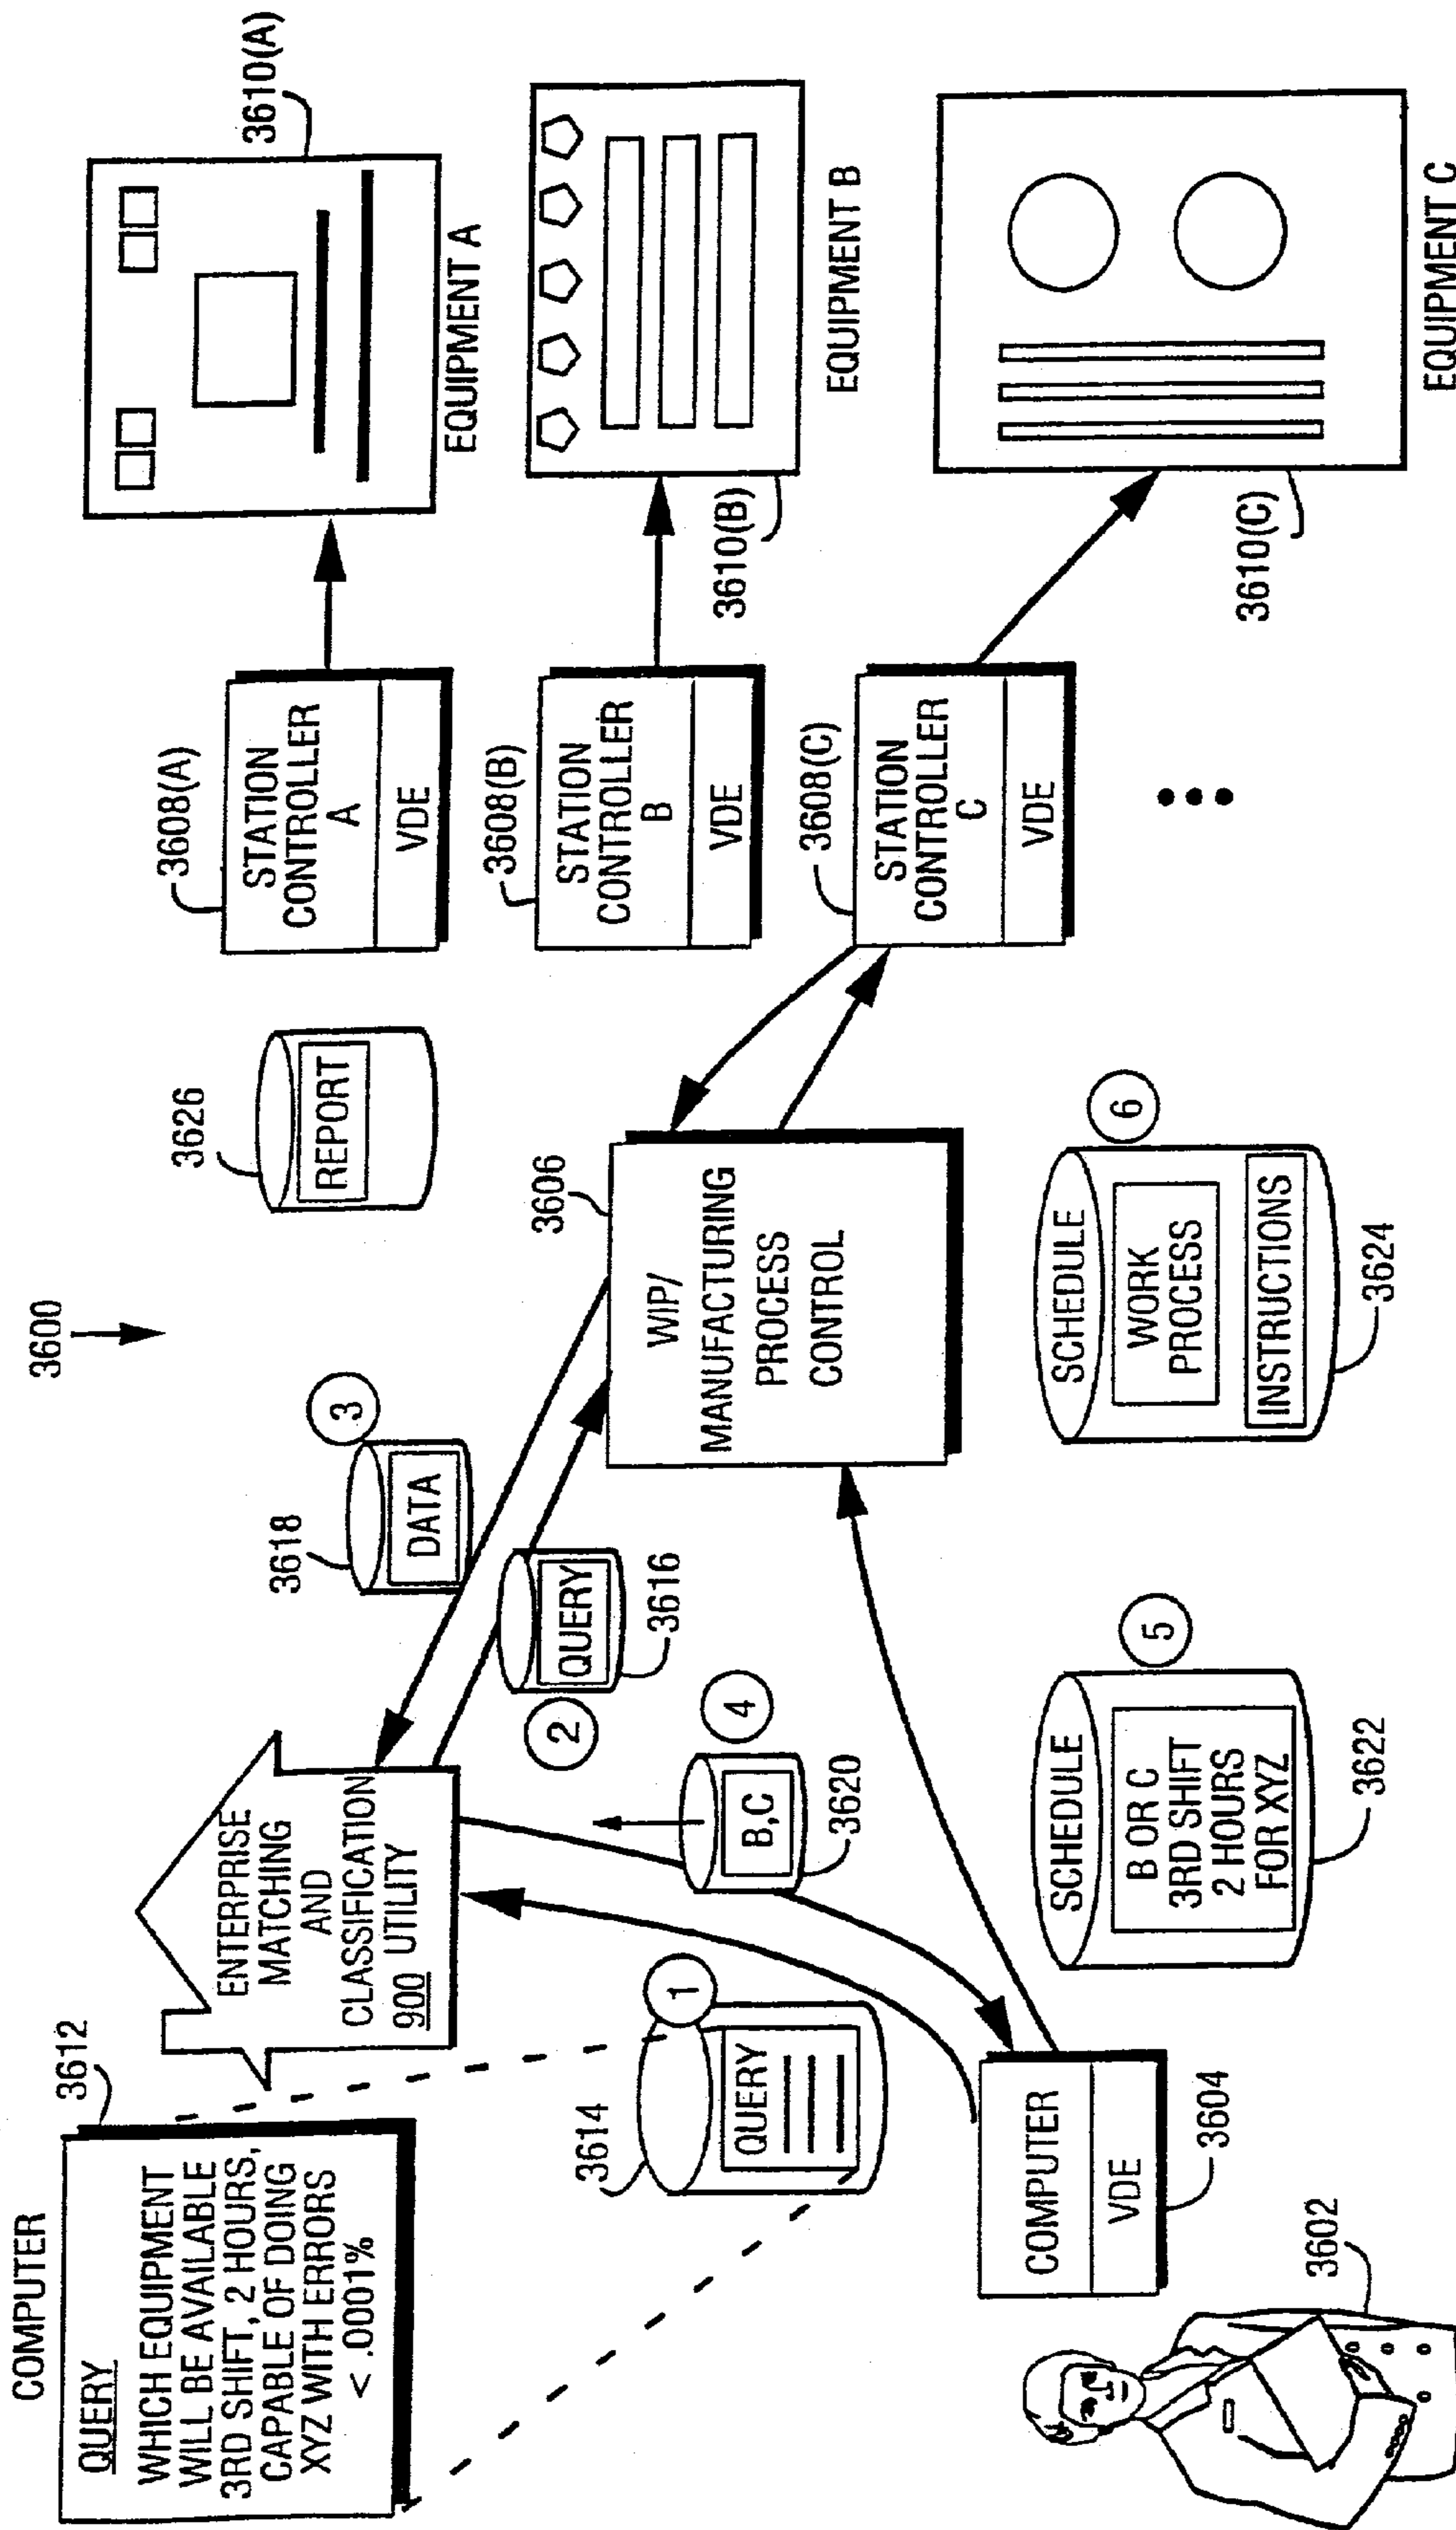 3600
COMPUTER
3612
QUERY
WHICH EQUIPMENT
WILL BE AVAILABLE
3RD SHIFT, 2 HOURS,
CAPABLE OF DOING
XYZ WITH ERRORS
< .0001%
ENTERPRISE
MATCHING
AND
CLASSIFICATION
900 UTILITY
3614
1
QUERY
COMPUTER
VDE
3604
3602
3618
3
DATA
2
QUERY
3616
4
B,C
3620
5
SCHEDULE
B OR C
3RD SHIFT
2 HOURS
FOR XYZ
3622
3606
WIP/
MANUFACTURING
PROCESS
CONTROL
3626
REPORT
6
SCHEDULE
WORK
PROCESS
INSTRUCTIONS
3624
3608(A)
STATION
CONTROLLER
A
VDE
3608(B)
STATION
CONTROLLER
B
VDE
3608(C)
STATION
CONTROLLER
C
VDE
3610(A)
EQUIPMENT A
3610(B)
EQUIPMENT B
3610(C)
EQUIPMENT C